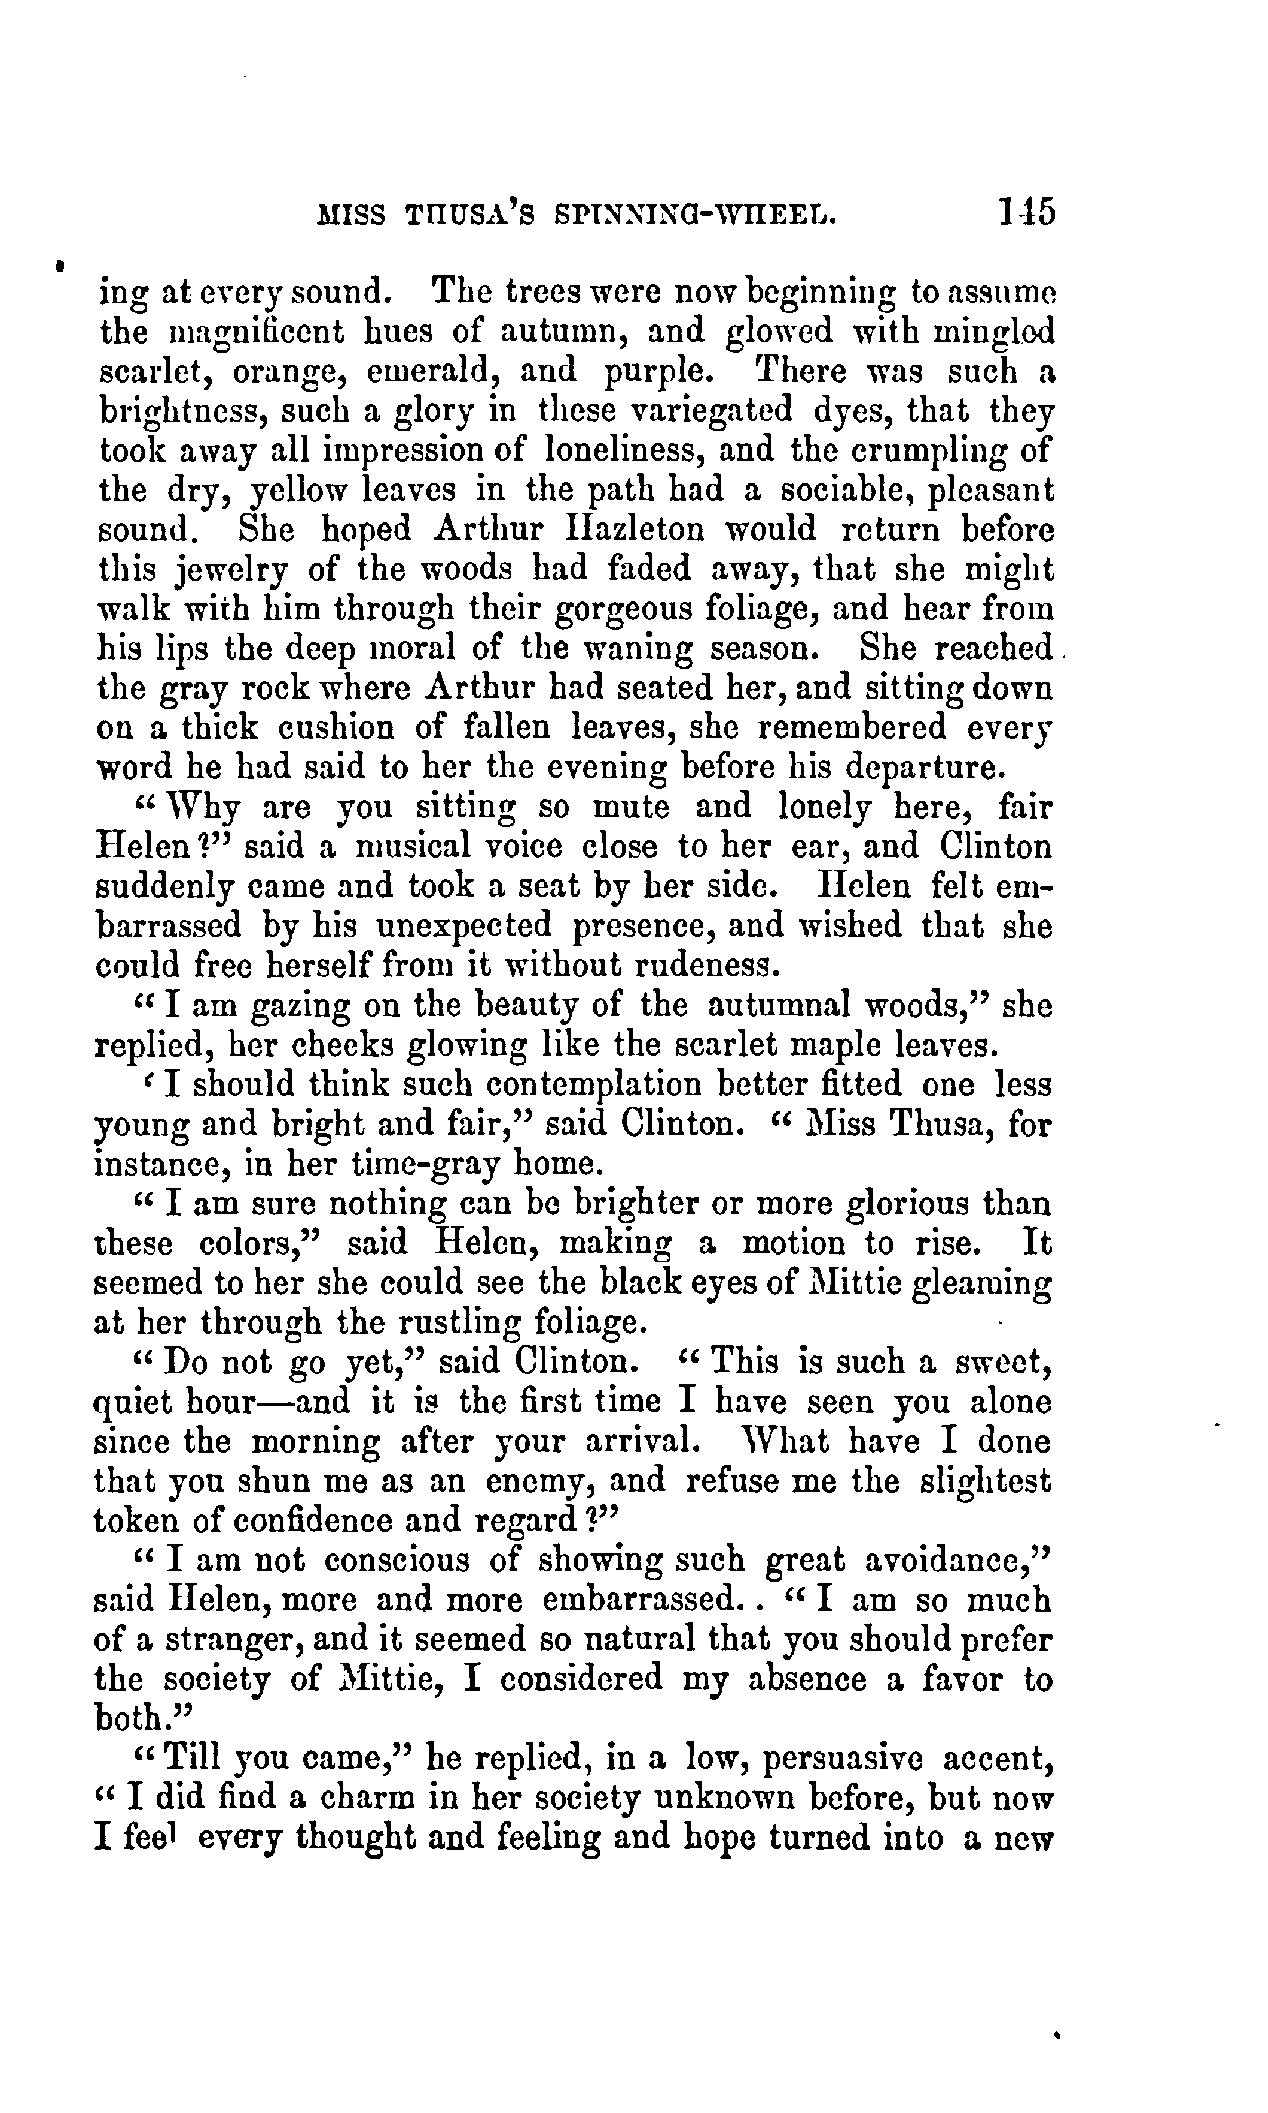 MISS THUSA'S SPINNING-WHEEL. 145
ing at every sound. The trees were now beginning to assume
the magnificent hues of autumn, and glowed with mingled
scarlet, orange, emerald, and purple. There was such a
brightness, such a glory in these variegated dyes, that they
took away all impression of loneliness, and the crumpling of
the dry, yellow leaves in the path had a sociable, pleasant
sound. She hoped Arthur Hazleton would return before
this jewelry of the woods had faded away, that she might
walk with him through their gorgeous foliage, and hear from
his lips the deep moral of the waning season. She reached
the gray rock where Arthur had seated her, and sitting down
on a thick cushion of fallen leaves, she remembered every
word he had said to her the evening before his departure.
"Why are you sitting so mute and lonely here, fair
Helen?" said a musical voice close to her ear, and Clinton
suddenly came and took a seat by her side. Helen felt em-
barrassed by his unexpected presence, and wished that she
could free herself from it without rudeness.
"I am gazing on the beauty of the autumnal woods," she
replied, her cheeks glowing like the scarlet maple leaves.
'I should think such contemplation better fitted one less
young and bright and fair," said Clinton. "Miss Thusa, for
instance, in her time-gray home.
"I am sure nothing can be brighter or more glorious than
these colors," said Helen, making a motion to rise. It
seemed to her she could see the black eyes of Mittie gleaming
at her through the rustling foliage.
"Do not go yet," said Clinton. "This is such a sweet,
quiet hour—and it is the first time I have seen you alone
since the morning after your arrival. What have I done
that you shun me as an enemy, and refuse me the slightest
token of confidence and regard?"
"I am not conscious of showing such great avoidance,"
said Helen, more and more embarrassed. . "I am so much
of a stranger, and it seemed so natural that you should prefer
the society of Mittie, I considered my absence a favor to
both."
"Till you came," he replied, in a low, persuasive accent,
"I did find a charm in her society unknown before, but now
I feel every thought and feeling and hope turned into a new